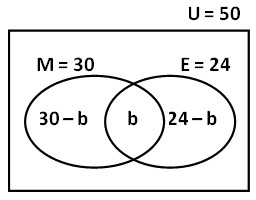 U = 50
M = 30 E = 24
30 – b b 24 – b